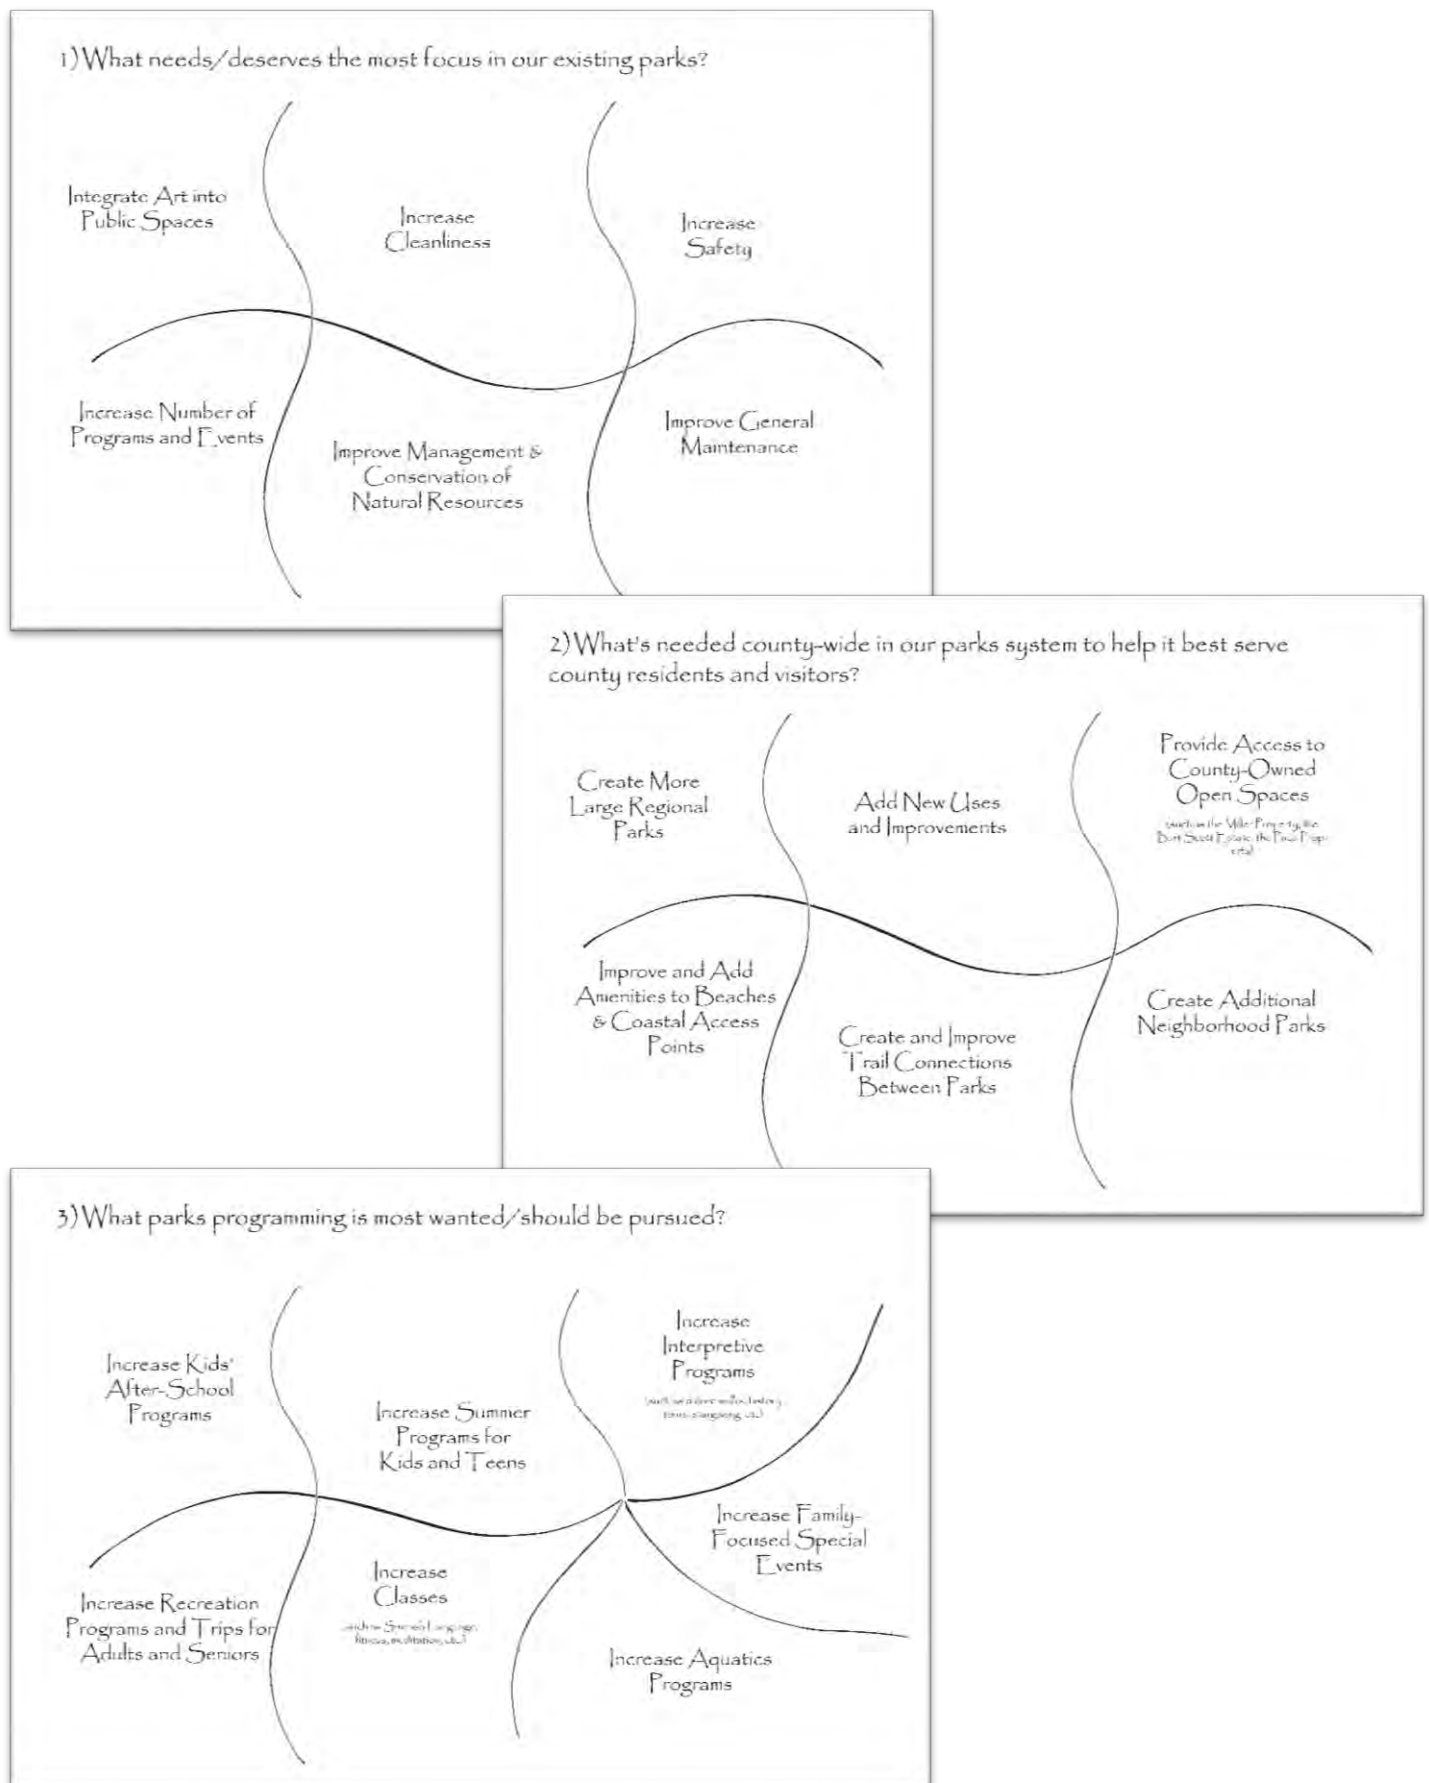 1) What needs/deserves the most focus in our existing parks?
Integrate Art into
Public Spaces
Increase
Cleanliness
Increase
Safety
Increase Number of
Programs and Events
Improve Management &
Conservation of
Natural Resources
Improve General
Maintenance
2) What's needed county-wide in our parks system to help it best serve
county residents and visitors?
Create More
Large Regional
Parks
Add New Uses
and Improvements
Provide Access to
County-Owned
Open Spaces
Improve and Add
Amenities to Beaches
& Coastal Access
Points
Create and Improve
Trail Connections
Between Parks
Create Additional
Neighborhood Parks
3) What parks programming is most wanted/should be pursued?
Increase Kids'
After-School
Programs
Increase Summer
Programs for
Kids and Teens
Increase
Interpretive
Programs
Increase Family-
Focused Special
Events
Increase Recreation
Programs and Trips for
Adults and Seniors
Increase
Classes
fitness, meditation, etc.)
Increase Aquatics
Programs